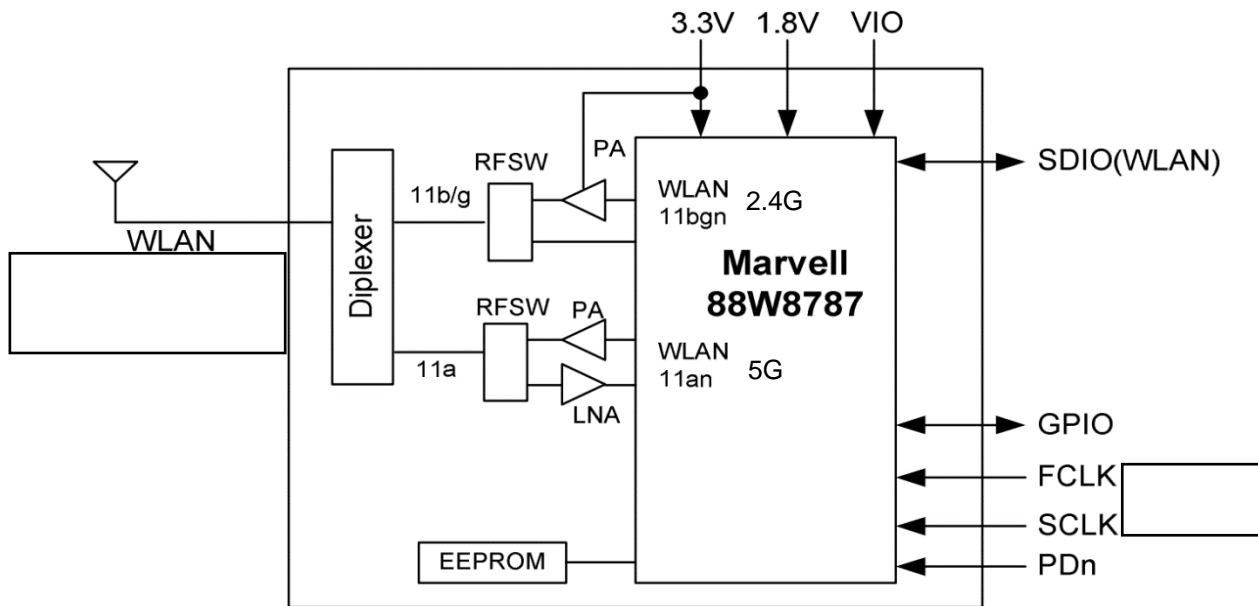 3.3V 1.8V VIO
PA
RFSW
SDIO(WLAN)
11b/g
WLAN 2.4G
11bgn
WLAN
Diplexer
Marvell
88W8787
RFSW
PA
11a
WLAN 5G
11an
LNA
GPIO
FCLK
SCLK
EEPROM
PDn